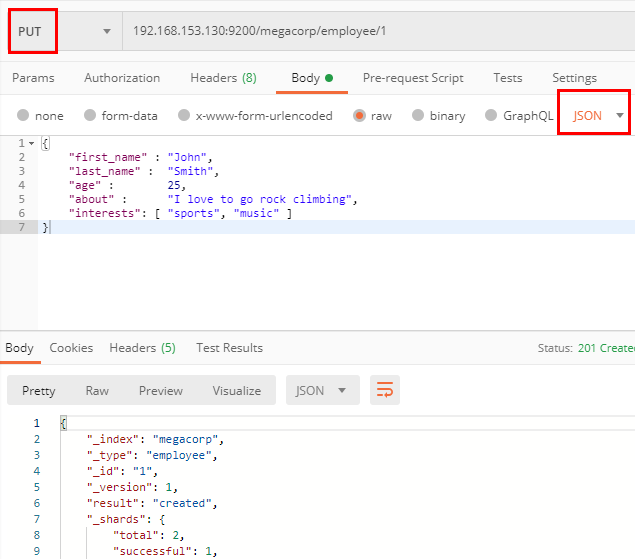 PUT 192.168.153.130:9200/megacorp/employee/1
Params Authorization Headers (8) Body Pre-request Script Tests Settings
none form-data x-www-form-urlencoded raw binary GraphQL JSON
1 {
2 "first_name" : "John",
3 "last_name" :  "Smith",
4 "age" :        25,
5 "about" :      "I love to go rock climbing",
6 "interests": [ "sports", "music" ]
7 }
Body Cookies Headers (5) Test Results Status: 201 Created
Pretty Raw Preview Visualize JSON
1 {
2 "_index": "megacorp",
3 "_type": "employee",
4 "_id": "1",
5 "_version": 1,
6 "result": "created",
7 "_shards": {
8 "total": 2,
9 "successful": 1,